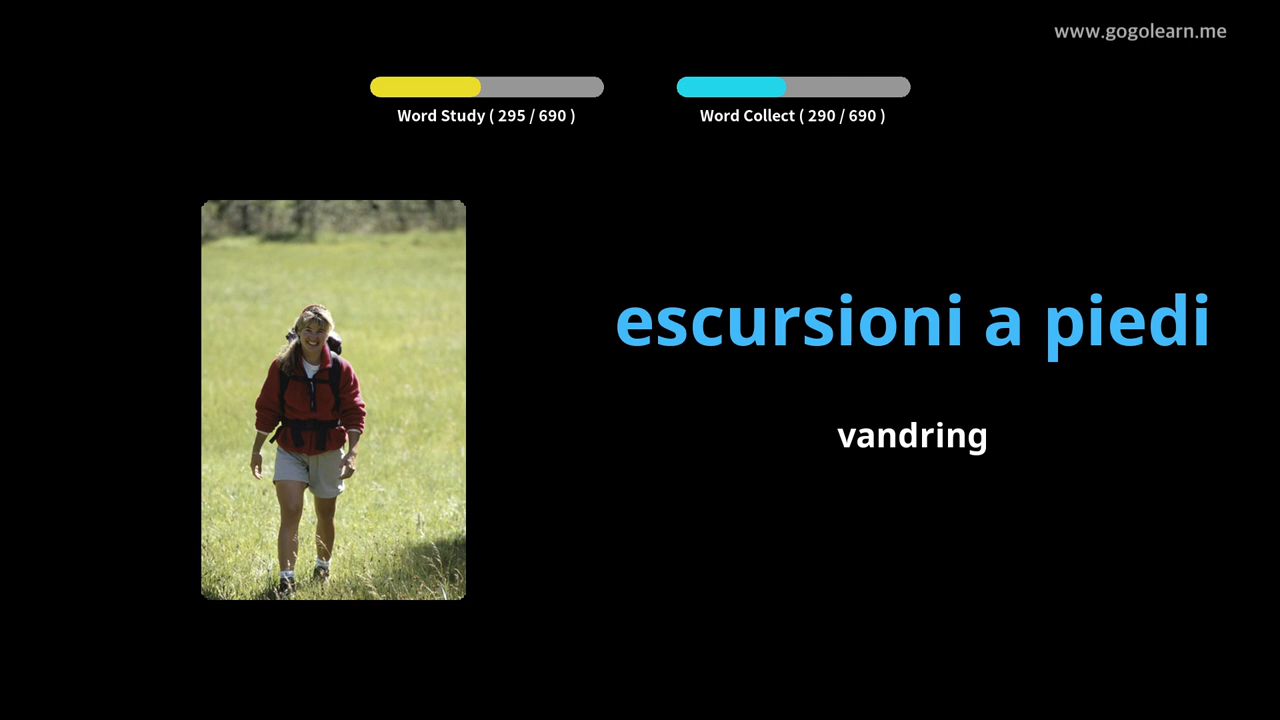 www.gogolearn.me
Word Study ( 295 / 690 )
Word Collect ( 290 / 690 )
escursioni a piedi
vandring